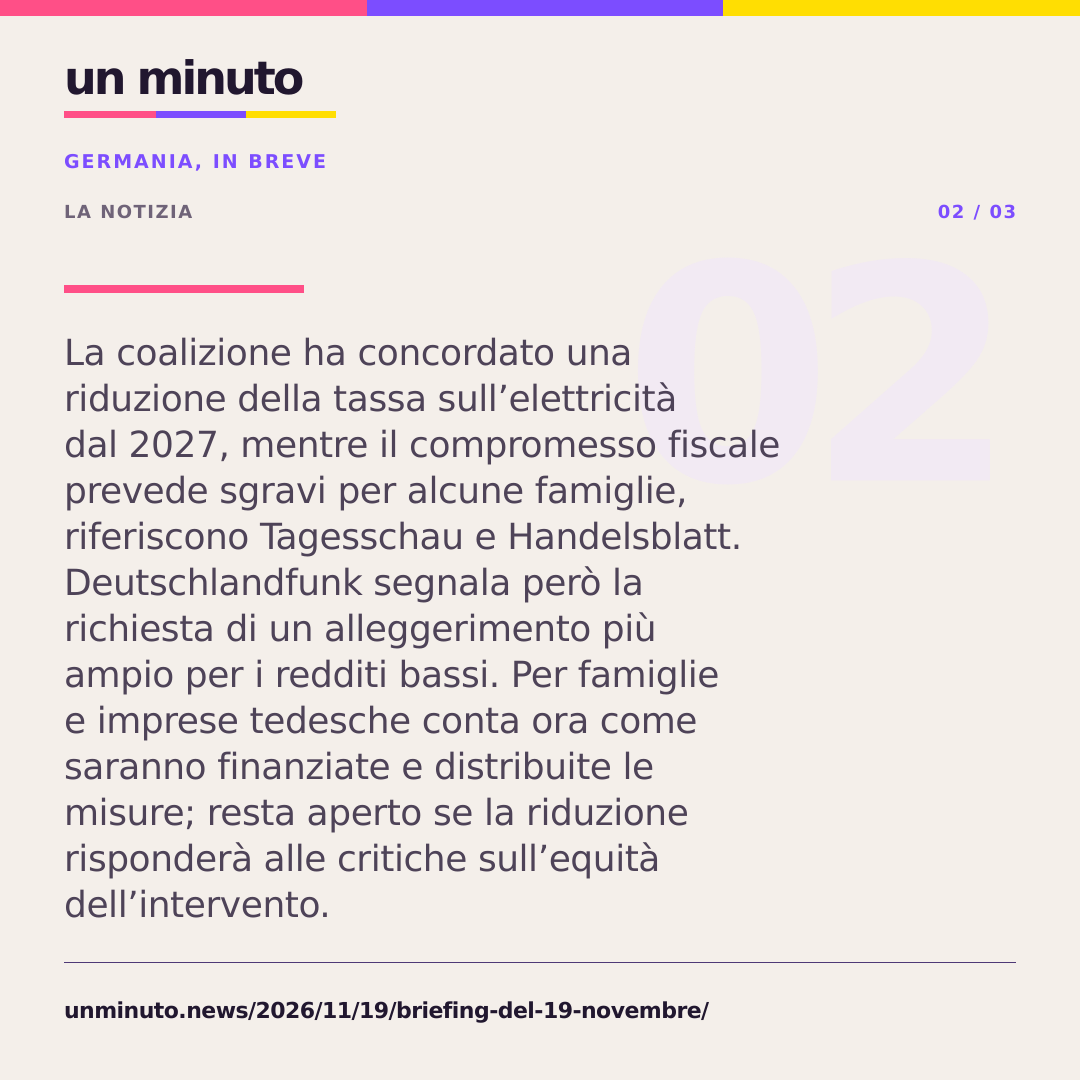 un minuto
GERMANIA, IN BREVE
LA NOTIZIA
02 / 03
02
La coalizione ha concordato una
riduzione della tassa sull’elettricità
dal 2027, mentre il compromesso fiscale
prevede sgravi per alcune famiglie,
riferiscono Tagesschau e Handelsblatt.
Deutschlandfunk segnala però la
richiesta di un alleggerimento più
ampio per i redditi bassi. Per famiglie
e imprese tedesche conta ora come
saranno finanziate e distribuite le
misure; resta aperto se la riduzione
risponderà alle critiche sull’equità
dell’intervento.
unminuto.news/2026/11/19/briefing-del-19-novembre/